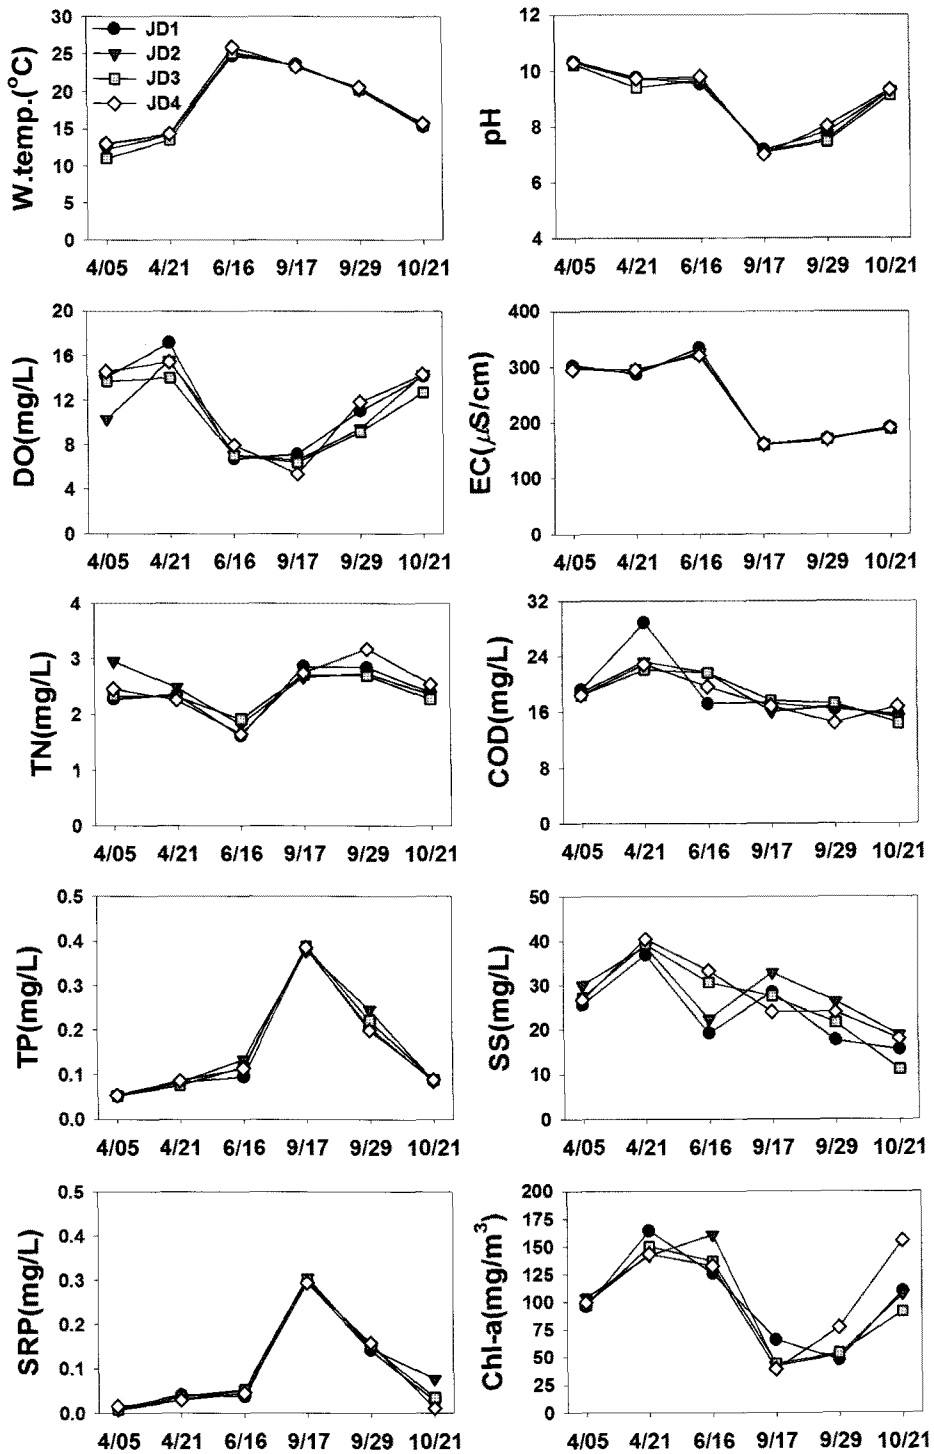 W.temp.(°C)
30
25
20
15
10
5
0
JD1
JD2
JD3
JD4
4/05 4/21 6/16 9/17 9/29 10/21
pH
12
10
8
6
4
4/05 4/21 6/16 9/17 9/29 10/21
DO(mg/L)
20
16
12
8
4
0
4/05 4/21 6/16 9/17 9/29 10/21
EC(μS/cm)
400
300
200
100
0
4/05 4/21 6/16 9/17 9/29 10/21
TN(mg/L)
4
3
2
1
0
4/05 4/21 6/16 9/17 9/29 10/21
COD(mg/L)
32
24
16
8
0
4/05 4/21 6/16 9/17 9/29 10/21
TP(mg/L)
0.5
0.4
0.3
0.2
0.1
0.0
4/05 4/21 6/16 9/17 9/29 10/21
SS(mg/L)
50
40
30
20
10
0
4/05 4/21 6/16 9/17 9/29 10/21
SRP(mg/L)
0.5
0.4
0.3
0.2
0.1
0.0
4/05 4/21 6/16 9/17 9/29 10/21
Chl-a(mg/m³)
200
175
150
125
100
75
50
25
0
4/05 4/21 6/16 9/17 9/29 10/21